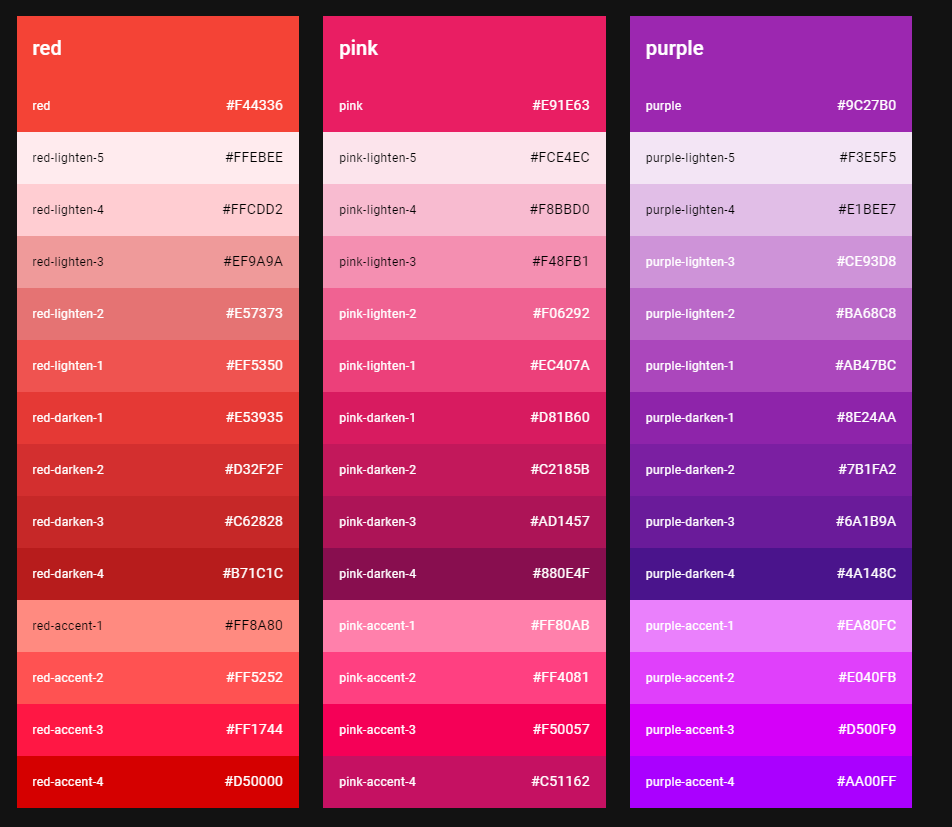 red
red #F44336
red-lighten-5 #FFEBEE
red-lighten-4 #FFCDD2
red-lighten-3 #EF9A9A
red-lighten-2 #E57373
red-lighten-1 #EF5350
red-darken-1 #E53935
red-darken-2 #D32F2F
red-darken-3 #C62828
red-darken-4 #B71C1C
red-accent-1 #FF8A80
red-accent-2 #FF5252
red-accent-3 #FF1744
red-accent-4 #D50000
pink
pink #E91E63
pink-lighten-5 #FCE4EC
pink-lighten-4 #F8BBD0
pink-lighten-3 #F48FB1
pink-lighten-2 #F06292
pink-lighten-1 #EC407A
pink-darken-1 #D81B60
pink-darken-2 #C2185B
pink-darken-3 #AD1457
pink-darken-4 #880E4F
pink-accent-1 #FF80AB
pink-accent-2 #FF4081
pink-accent-3 #F50057
pink-accent-4 #C51162
purple
purple #9C27B0
purple-lighten-5 #F3E5F5
purple-lighten-4 #E1BEE7
purple-lighten-3 #CE93D8
purple-lighten-2 #BA68C8
purple-lighten-1 #AB47BC
purple-darken-1 #8E24AA
purple-darken-2 #7B1FA2
purple-darken-3 #6A1B9A
purple-darken-4 #4A148C
purple-accent-1 #EA80FC
purple-accent-2 #E040FB
purple-accent-3 #D500F9
purple-accent-4 #AA00FF